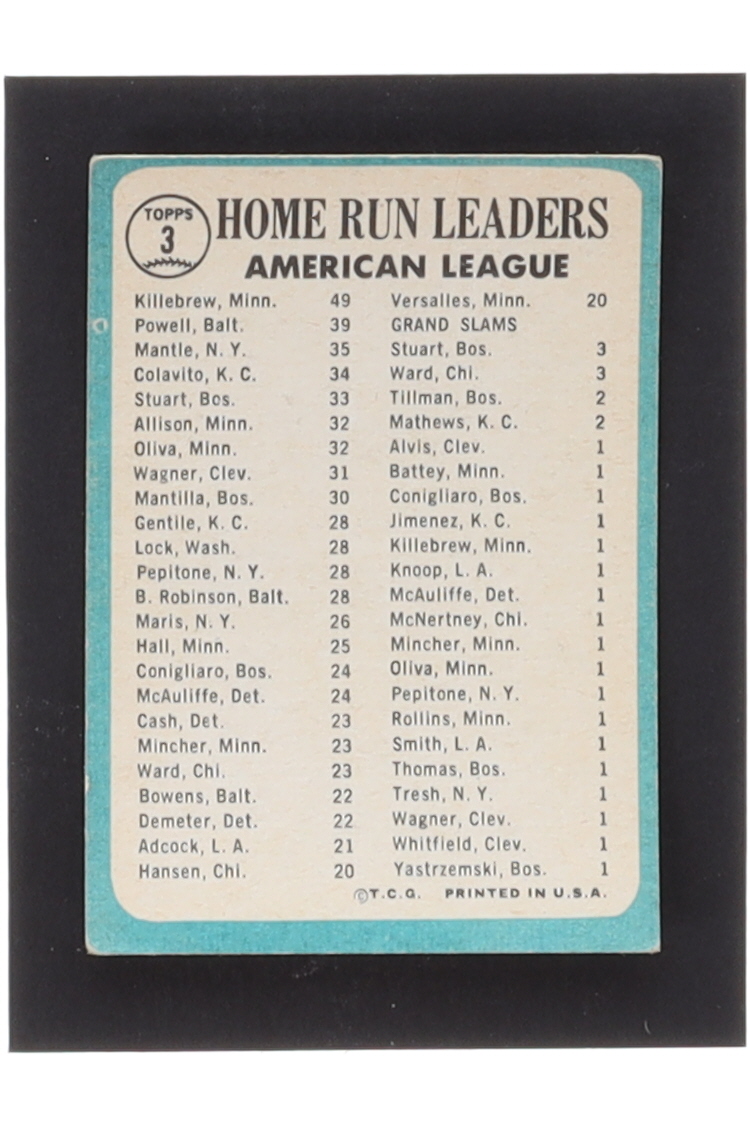 TOPPS
3
HOME RUN LEADERS
AMERICAN LEAGUE
Killebrew, Minn. 49
Powell, Balt. 39
Mantle, N. Y. 35
Colavito, K. C. 34
Stuart, Bos. 33
Allison, Minn. 32
Oliva, Minn. 32
Wagner, Clev. 31
Mantilla, Bos. 30
Gentile, K. C. 28
Lock, Wash. 28
Pepitone, N. Y. 28
B. Robinson, Balt. 28
Maris, N. Y. 26
Hall, Minn. 25
Conigliaro, Bos. 24
McAuliffe, Det. 24
Cash, Det. 23
Mincher, Minn. 23
Ward, Chi. 23
Bowens, Balt. 22
Demeter, Det. 22
Adcock, L. A. 21
Hansen, Chi. 20
Versalles, Minn. 20
GRAND SLAMS
Stuart, Bos. 3
Ward, Chi. 3
Tillman, Bos. 2
Mathews, K. C. 2
Alvis, Clev. 1
Battey, Minn. 1
Conigliaro, Bos. 1
Jimenez, K. C. 1
Killebrew, Minn. 1
Knoop, L. A. 1
McAuliffe, Det. 1
McNertney, Chi. 1
Mincher, Minn. 1
Oliva, Minn. 1
Pepitone, N. Y. 1
Rollins, Minn. 1
Smith, L. A. 1
Thomas, Bos. 1
Tresh, N. Y. 1
Wagner, Clev. 1
Whitfield, Clev. 1
Yastrzemski, Bos. 1
©T.C.G. PRINTED IN U.S.A.